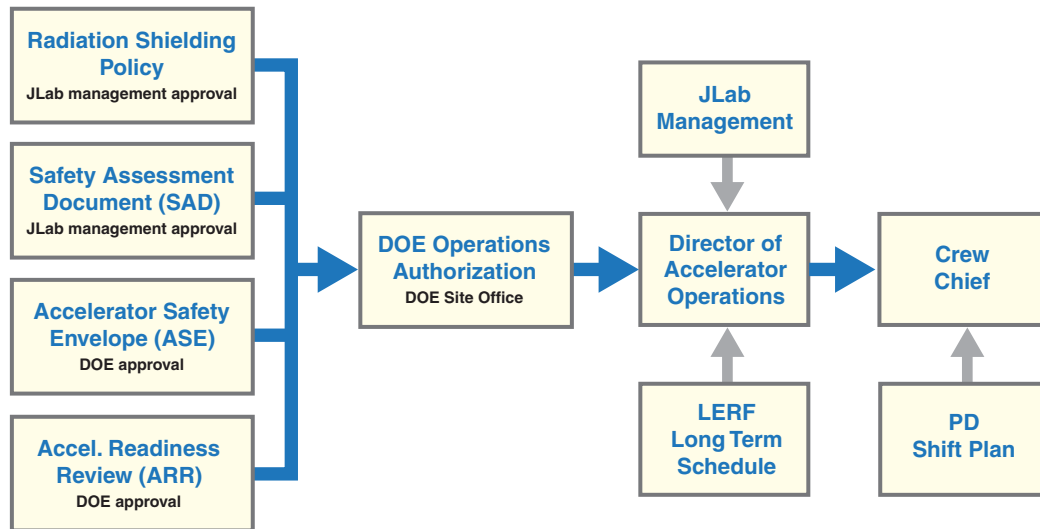 Radiation Shielding
Policy
JLab management approval
Safety Assessment
Document (SAD)
JLab management approval
Accelerator Safety
Envelope (ASE)
DOE approval
Accel. Readiness
Review (ARR)
DOE approval
DOE Operations
Authorization
DOE Site Office
JLab
Management
Director of
Accelerator
Operations
LERF
Long Term
Schedule
Crew
Chief
PD
Shift Plan